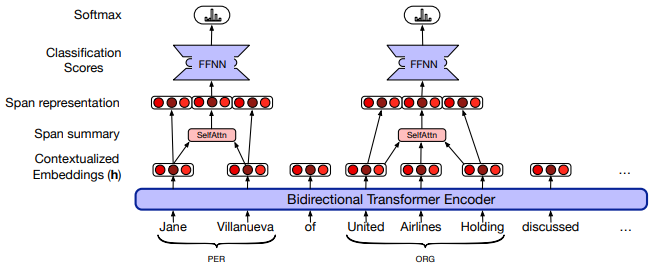 Softmax
Classification
Scores
FFNN
FFNN
Span representation
Span summary
SelfAttn
SelfAttn
Contextualized
Embeddings (h)
...
Bidirectional Transformer Encoder
Jane Villanueva of United Airlines Holding discussed ...
PER
ORG